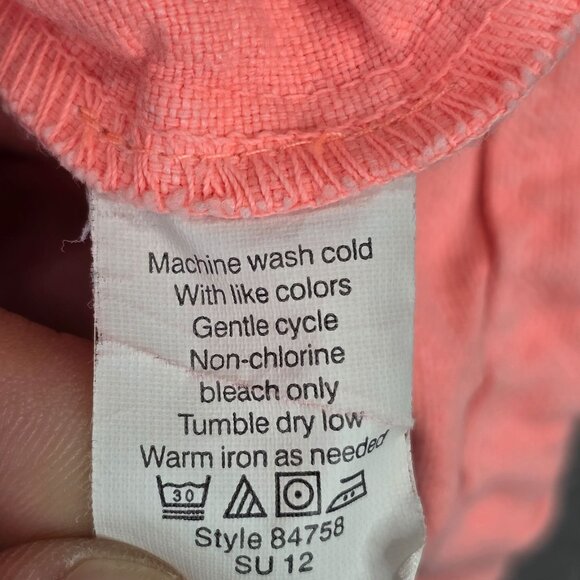 Machine wash cold
With like colors
Gentle cycle
Non-chlorine
bleach only
Tumble dry low
Warm iron as needed
30
Style 84758
SU 12